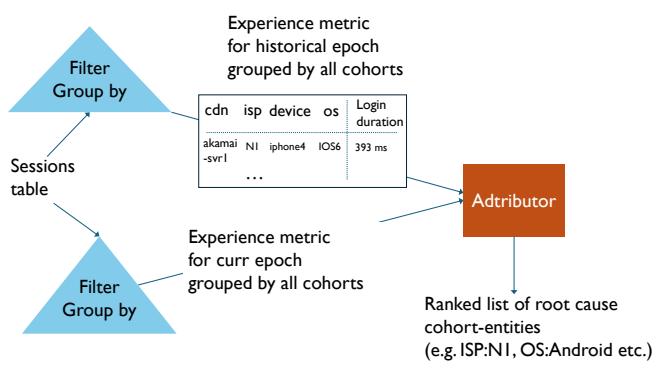 Experience metric
for historical epoch
grouped by all cohorts
Filter
Group by
cdn isp device os Login duration
akamai-svr1 N1 iphone4 IOS6 393 ms
...
Sessions
table
Adtributor
Experience metric
for curr epoch
grouped by all cohorts
Filter
Group by
Ranked list of root cause
cohort-entities
(e.g. ISP:N1, OS:Android etc.)